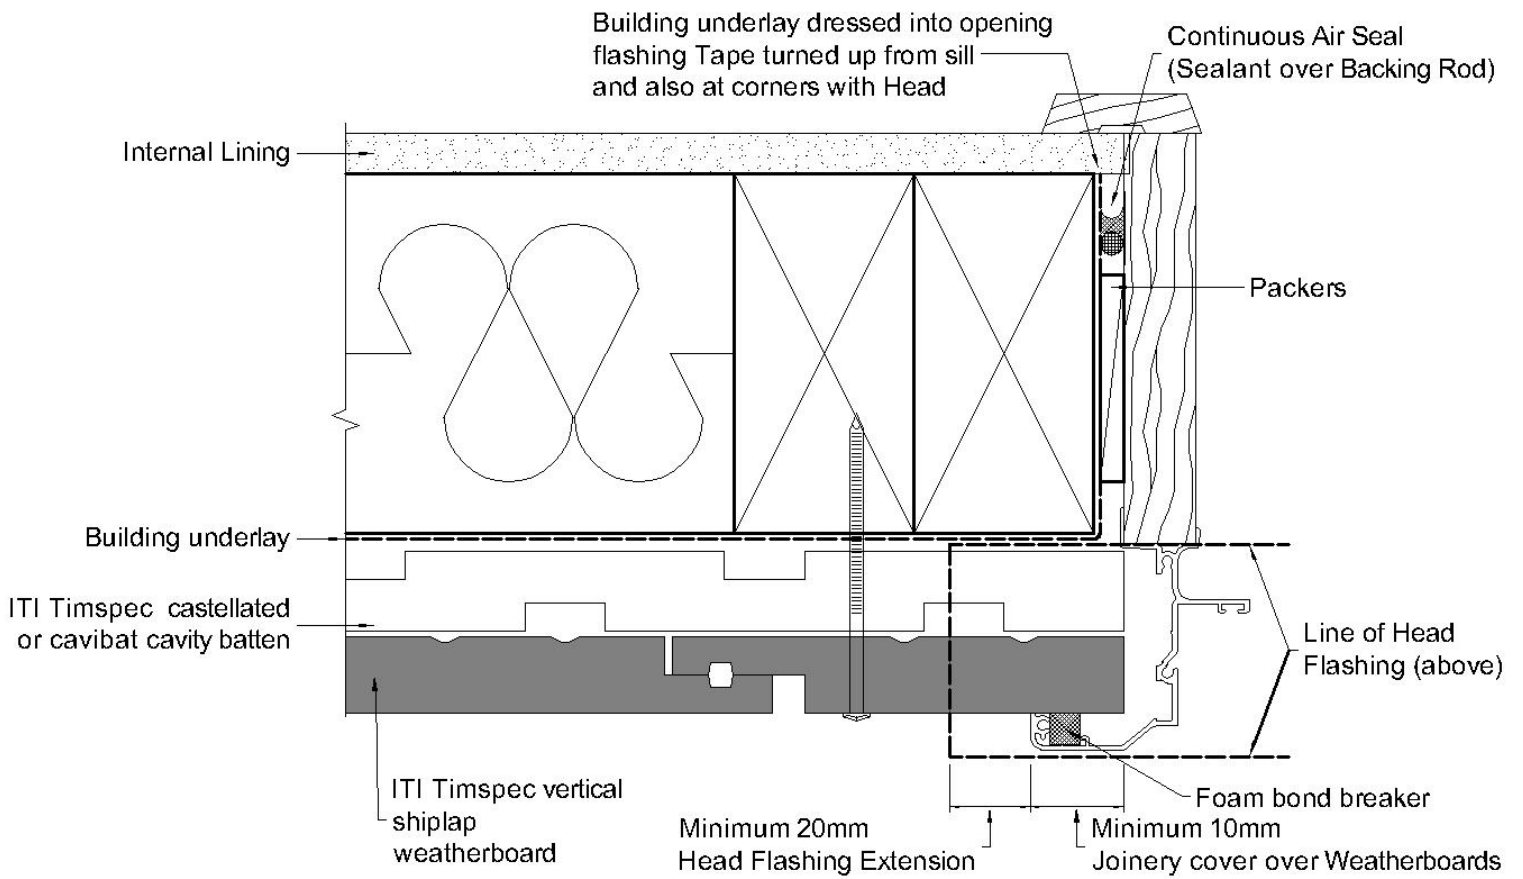 Building underlay dressed into opening
flashing Tape turned up from sill
and also at corners with Head
Continuous Air Seal
(Sealant over Backing Rod)
Internal Lining
Packers
Building underlay
ITI Timspec castellated
or cavibat cavity batten
Line of Head
Flashing (above)
ITI Timspec vertical
shiplap
weatherboard
Foam bond breaker
Minimum 20mm
Head Flashing Extension
Minimum 10mm
Joinery cover over Weatherboards